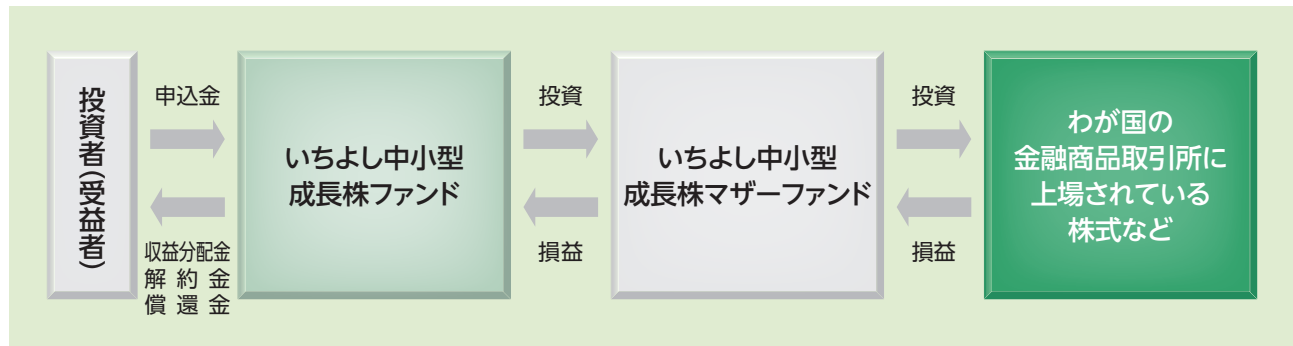 投資者(受益者)
申込金
収益分配金
解約金
償還金
いちよし中小型
成長株ファンド
投資
損益
いちよし中小型
成長株マザーファンド
投資
損益
わが国の
金融商品取引所に
上場されている
株式など